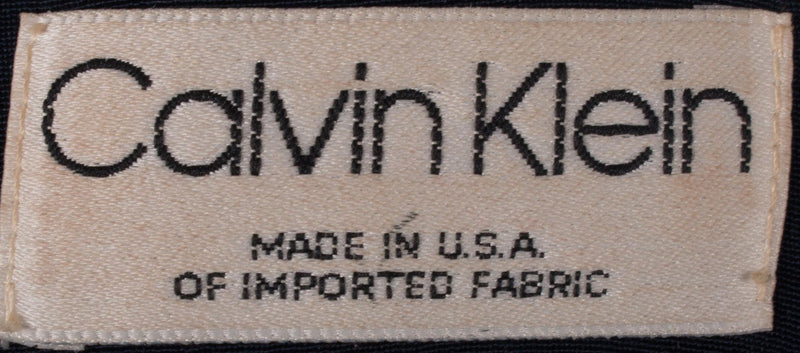 Calvin Klein
MADE IN U.S.A.
OF IMPORTED FABRIC